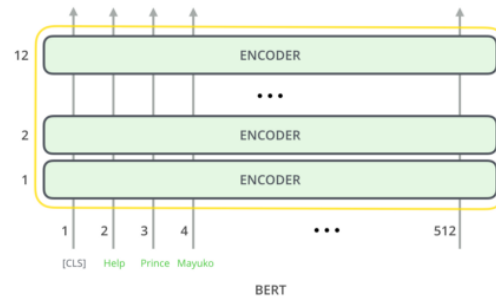 12 ENCODER
...
2 ENCODER
1 ENCODER
1 2 3 4 ... 512
[CLS] Help Prince Mayuko
BERT